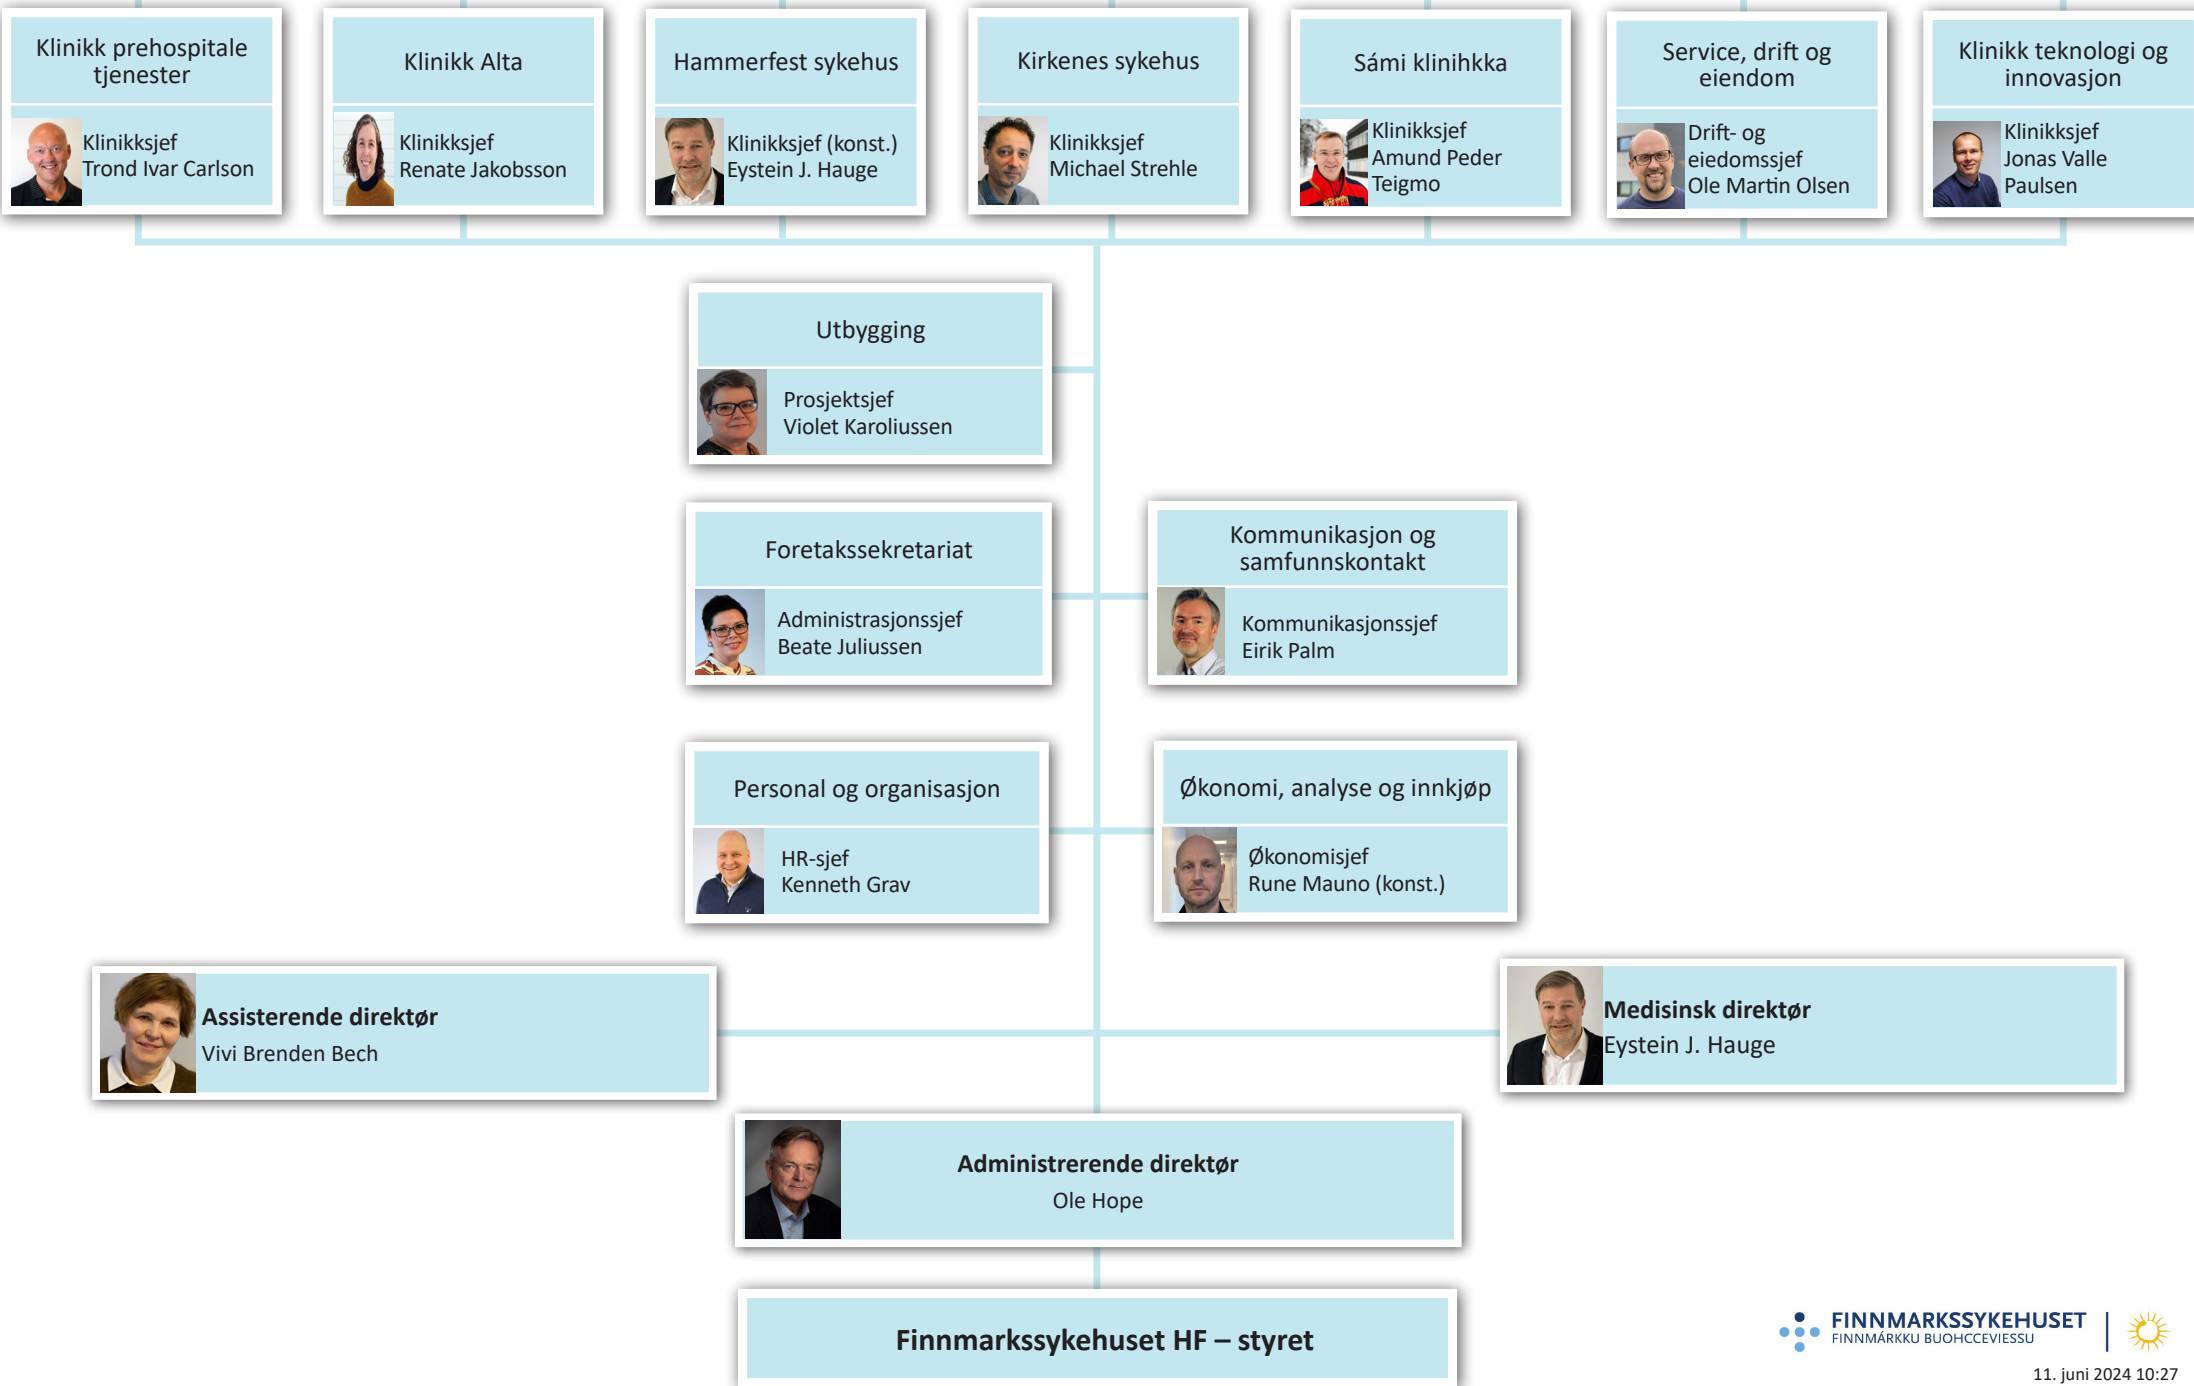 Klinikk prehospitale
tjenester
Klinikksjef
Trond Ivar Carlson
Klinikk Alta
Klinikksjef
Renate Jakobsson
Hammerfest sykehus
Klinikksjef (konst.)
Eystein J. Hauge
Kirkenes sykehus
Klinikksjef
Michael Strehle
Sámi klinihkka
Klinikksjef
Amund Peder
Teigmo
Service, drift og
eiendom
Drift- og
eiedomssjef
Ole Martin Olsen
Klinikk teknologi og
innovasjon
Klinikksjef
Jonas Valle
Paulsen
Utbygging
Prosjektsjef
Violet Karoliussen
Foretakssekretariat
Administrasjonssjef
Beate Juliussen
Kommunikasjon og
samfunnskontakt
Kommunikasjonssjef
Eirik Palm
Personal og organisasjon
HR-sjef
Kenneth Grav
Økonomi, analyse og innkjøp
Økonomisjef
Rune Mauno (konst.)
Assisterende direktør
Vivi Brenden Bech
Medisinsk direktør
Eystein J. Hauge
Administrerende direktør
Ole Hope
Finnmarkssykehuset HF – styret
FINNMARKSSYKEHUSET
FINNMÁRKKU BUOHCCEVIESSU
11. juni 2024 10:27